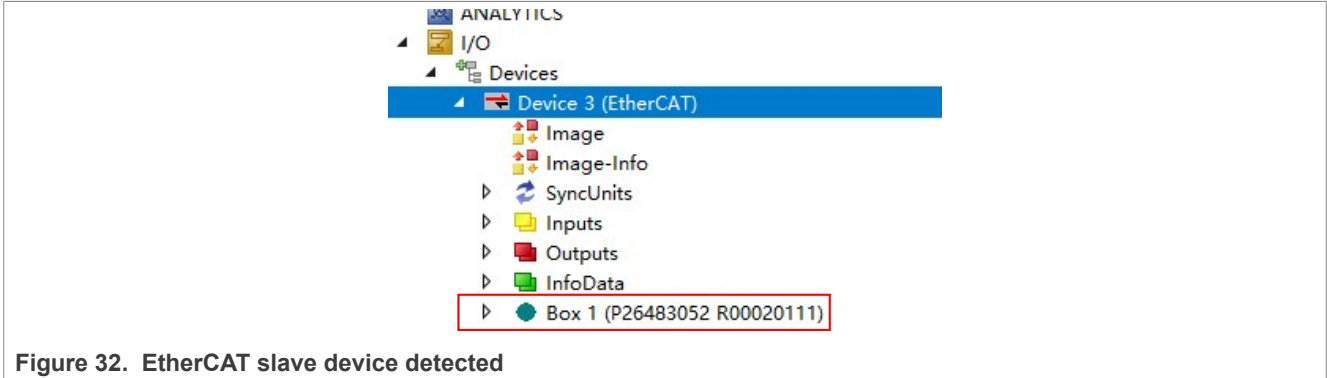 ANALYTICS
I/O
Devices
Device 3 (EtherCAT)
Image
Image-Info
SyncUnits
Inputs
Outputs
InfoData
Box 1 (P26483052 R00020111)
Figure 32. EtherCAT slave device detected